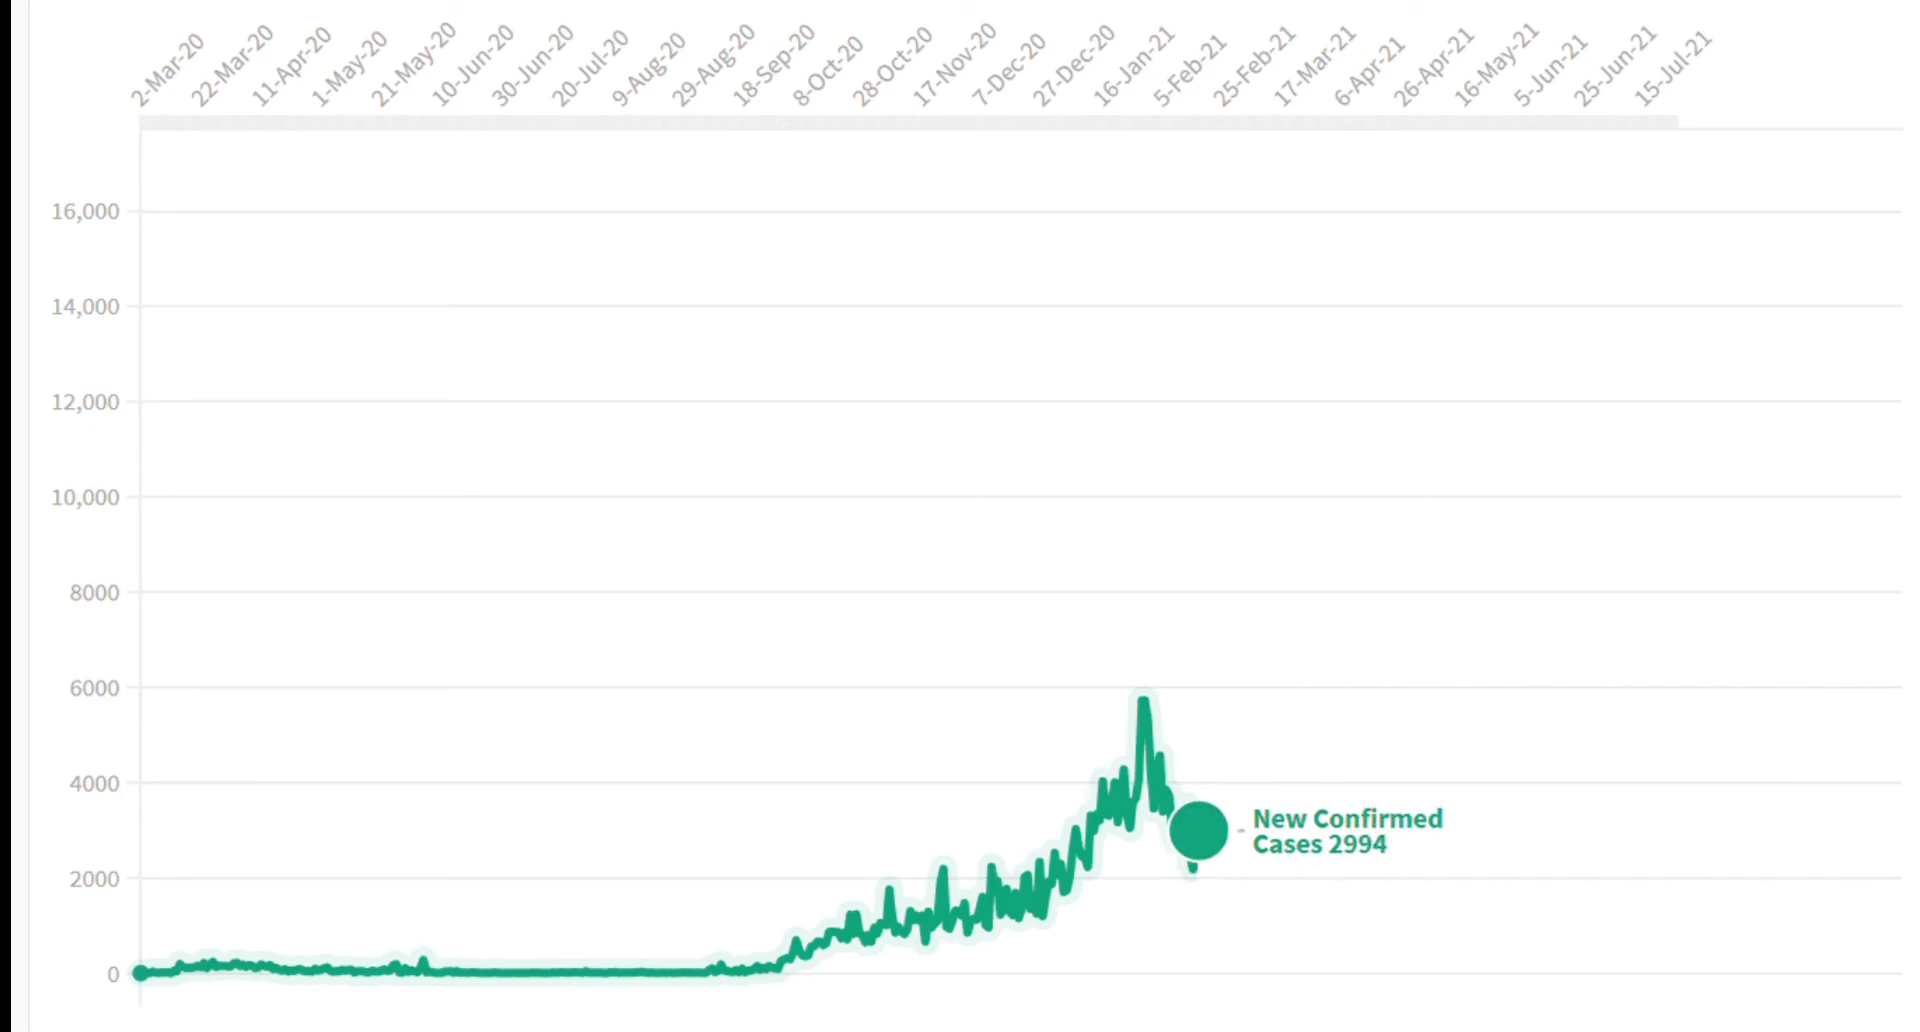 2-Mar-20
22-Mar-20
11-Apr-20
1-May-20
21-May-20
10-Jun-20
30-Jun-20
20-Jul-20
9-Aug-20
29-Aug-20
18-Sep-20
8-Oct-20
28-Oct-20
17-Nov-20
7-Dec-20
27-Dec-20
16-Jan-21
5-Feb-21
25-Feb-21
17-Mar-21
6-Apr-21
26-Apr-21
16-May-21
5-Jun-21
25-Jun-21
15-Jul-21
16,000
14,000
12,000
10,000
8000
6000
4000
New Confirmed
Cases 2994
2000
0